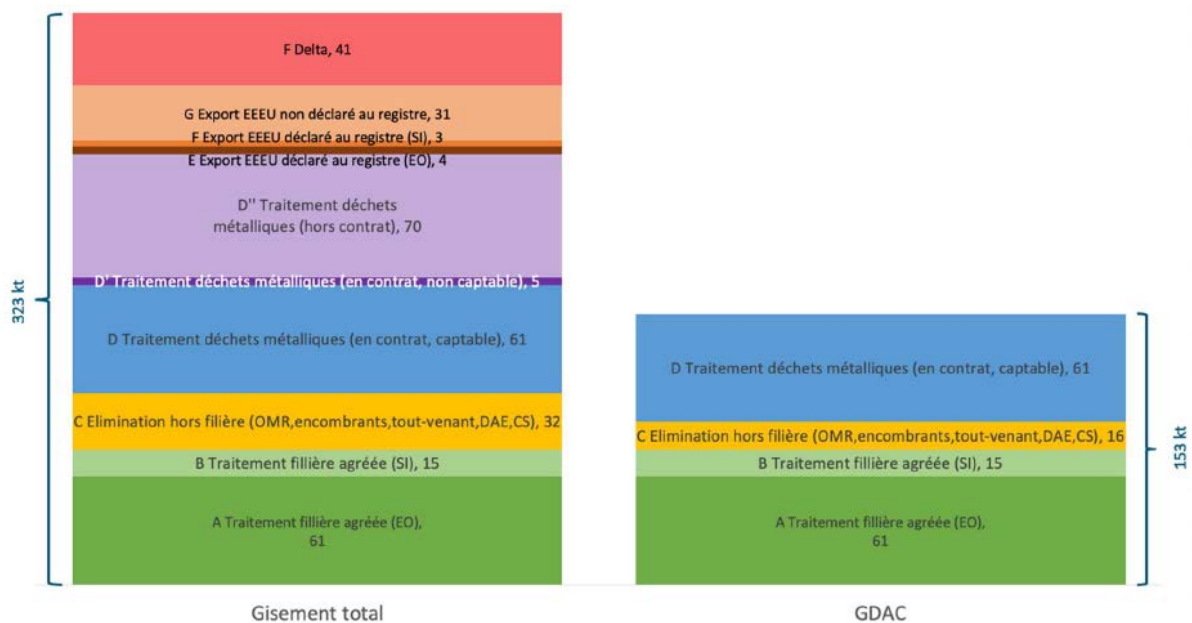 F Delta, 41
G Export EEEU non déclaré au registre, 31
F Export EEEU déclaré au registre (SI), 3
E Export EEEU déclaré au registre (EO), 4
D'' Traitement déchets
métalliques (hors contrat), 70
D' Traitement déchets métalliques (en contrat, non captable), 5
D Traitement déchets métalliques (en contrat, captable), 61
C Elimination hors filière (OMR,encombrants,tout-venant,DAE,CS), 32
B Traitement fillière agréée (SI), 15
A Traitement fillière agréée (EO),
61
323 kt
Gisement total
D Traitement déchets métalliques (en contrat, captable), 61
C Elimination hors filière (OMR,encombrants,tout-venant,DAE,CS), 16
B Traitement fillière agréée (SI), 15
A Traitement fillière agréée (EO),
61
153 kt
GDAC